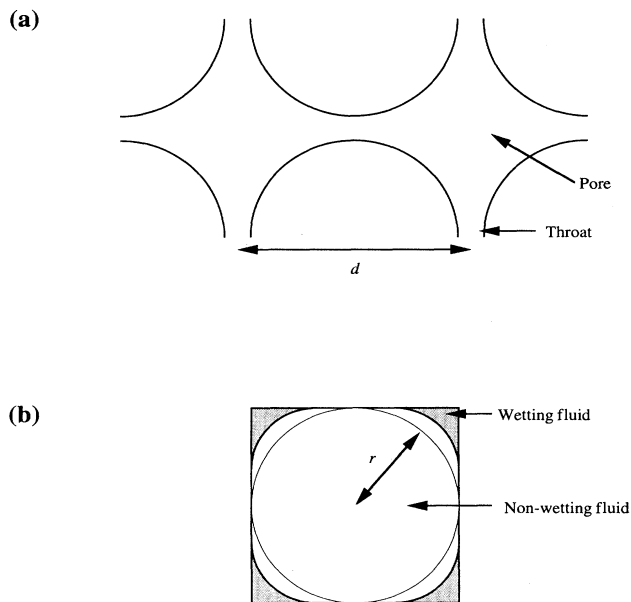 (a)
Pore
Throat
d
(b)
Wetting fluid
r
Non-wetting fluid